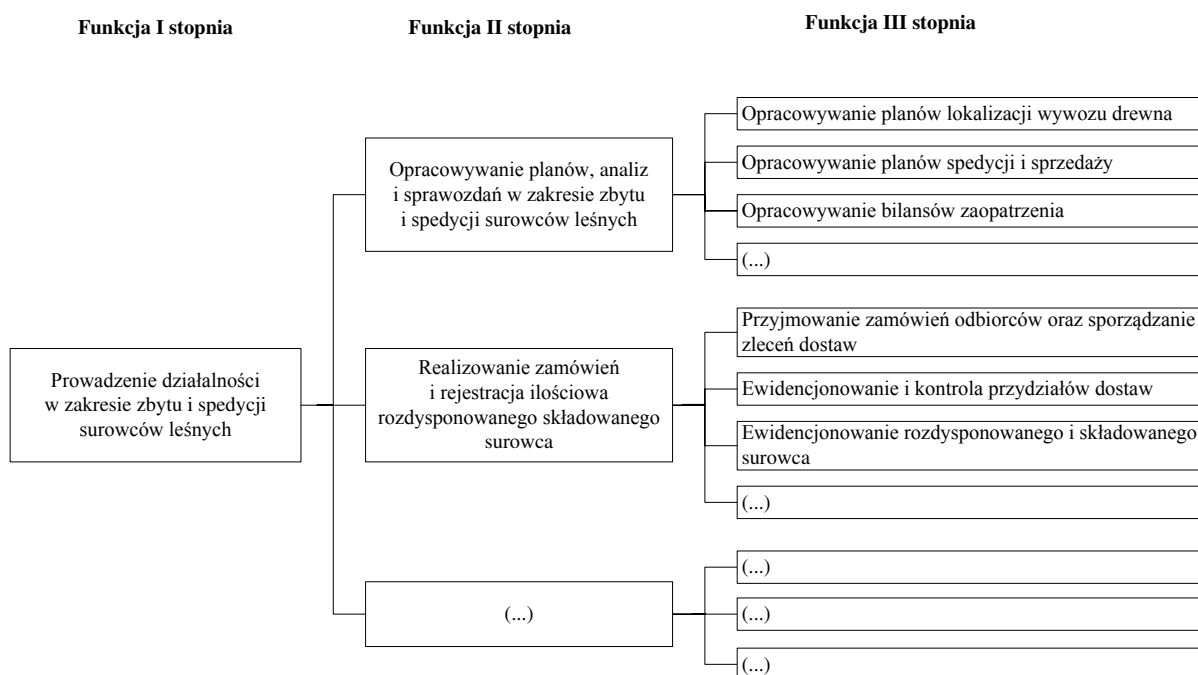 Funkcja I stopnia
Funkcja II stopnia
Funkcja III stopnia
Prowadzenie działalności
w zakresie zbytu i spedycji
surowców leśnych
Opracowywanie planów, analiz
i sprawozdań w zakresie zbytu
i spedycji surowców leśnych
Opracowywanie planów lokalizacji wywozu drewna
Opracowywanie planów spedycji i sprzedaży
Opracowywanie bilansów zaopatrzenia
(...)
Realizowanie zamówień
i rejestracja ilościowa
rozdysponowanego składowanego
surowca
Przyjmowanie zamówień odbiorców oraz sporządzanie
zleceń dostaw
Ewidencjonowanie i kontrola przydziałów dostaw
Ewidencjonowanie rozdysponowanego i składowanego
surowca
(...)
(...)
(...)
(...)
(...)